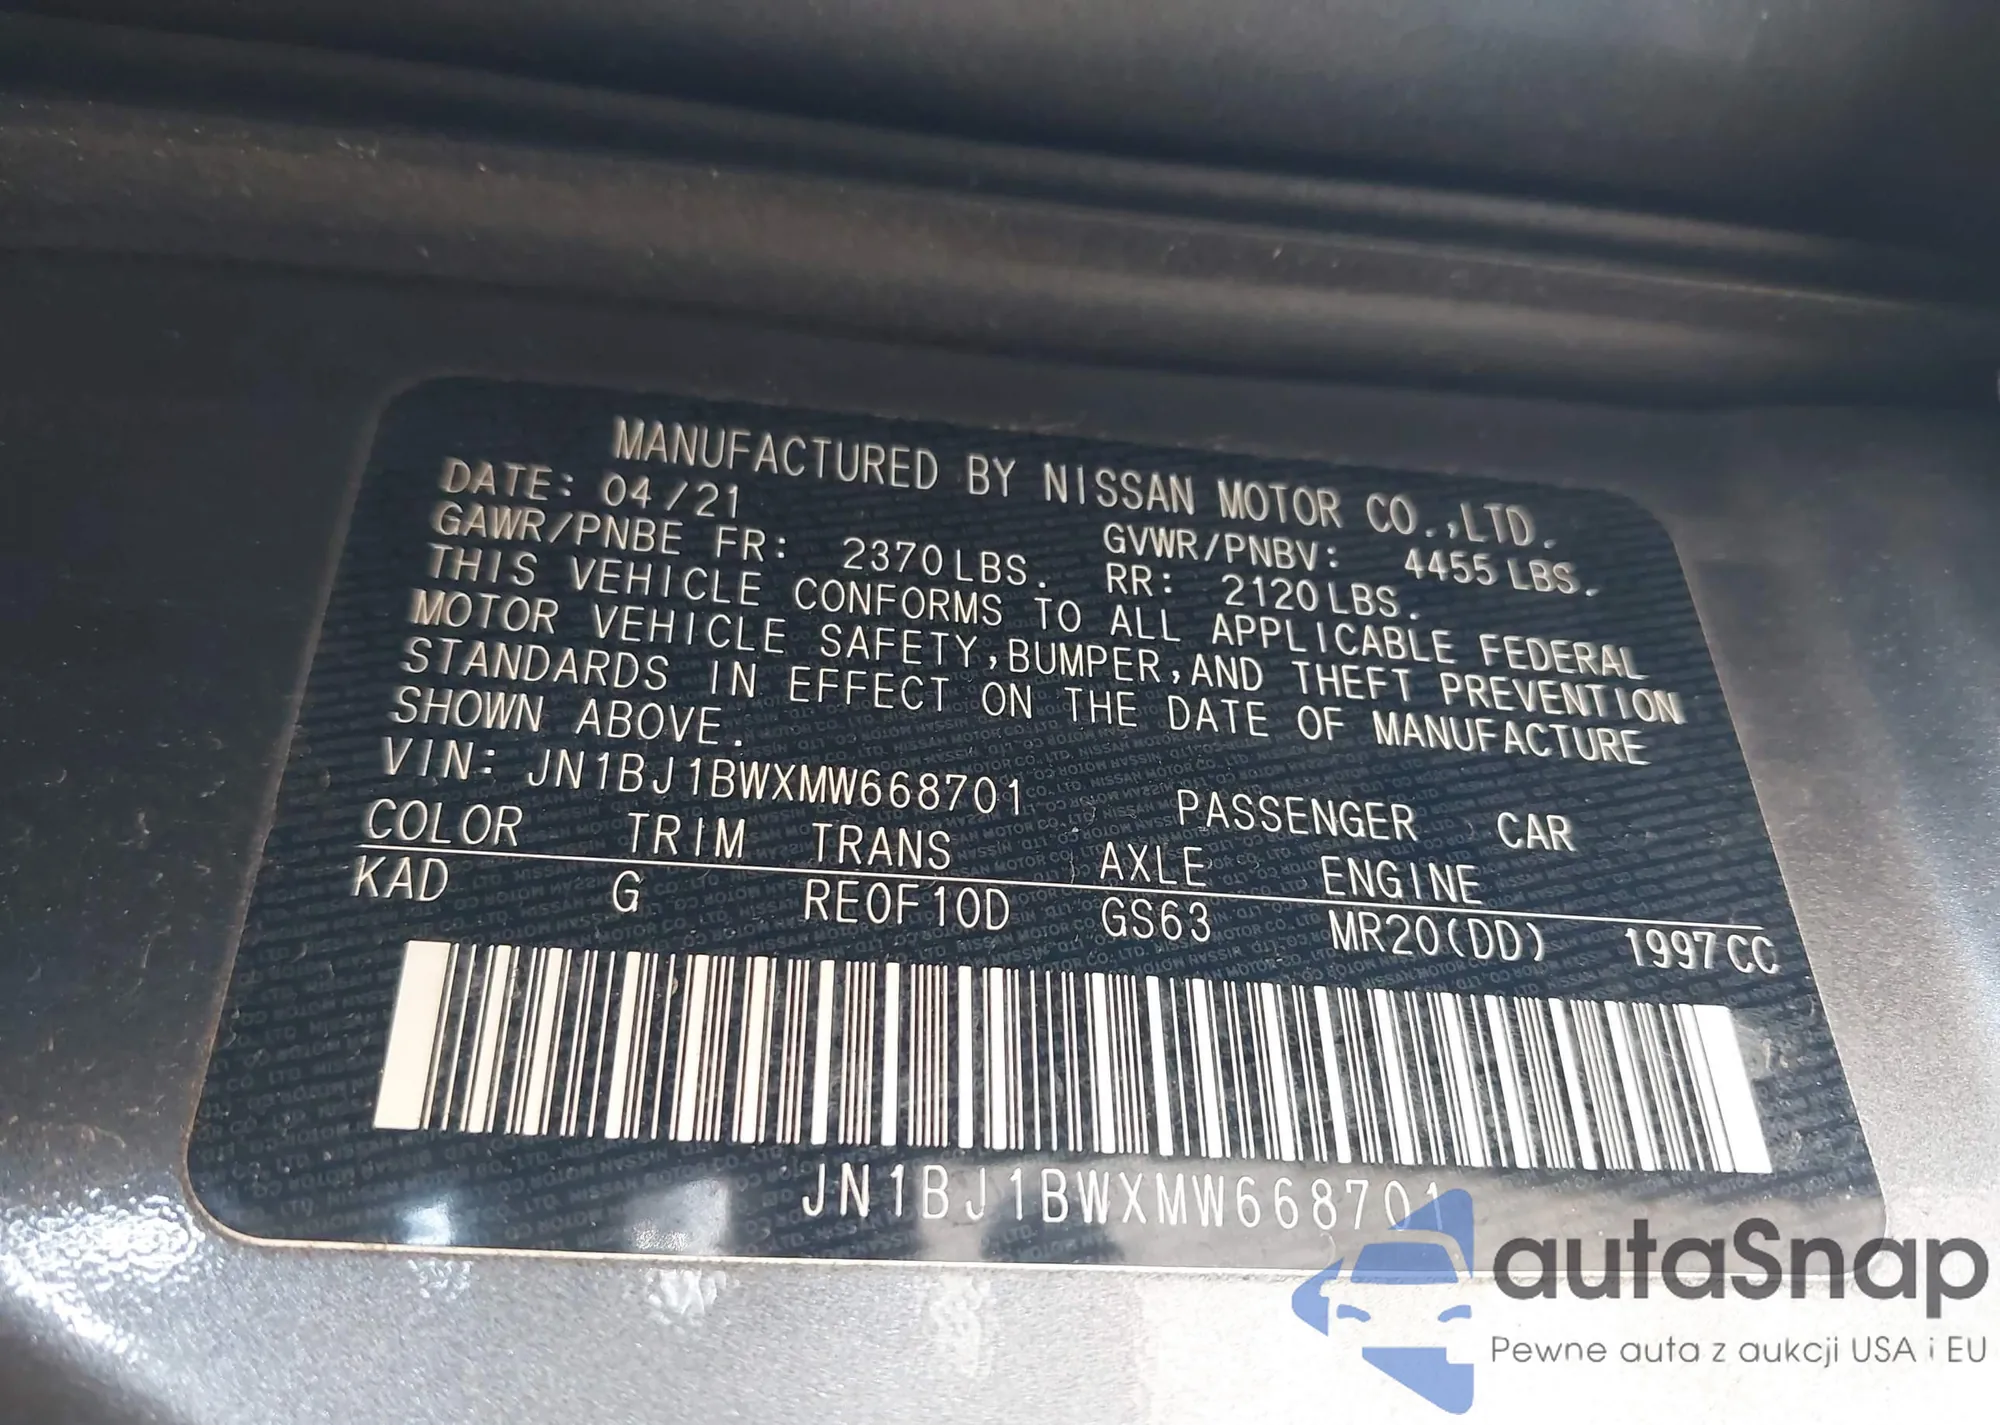 MANUFACTURED BY NISSAN MOTOR CO.,LTD.
DATE: 04/21 GVWR/PNBV: 4455 LBS.
GAWR/PNBE FR: 2370 LBS. RR: 2120 LBS.
THIS VEHICLE CONFORMS TO ALL APPLICABLE FEDERAL
MOTOR VEHICLE SAFETY,BUMPER,AND THEFT PREVENTION
STANDARDS IN EFFECT ON THE DATE OF MANUFACTURE
SHOWN ABOVE.
VIN: JN1BJ1BWXMW668701 PASSENGER CAR
COLOR TRIM TRANS AXLE ENGINE
KAD G RE0F10D GS63 MR20(DD) 1997 CC
JN1BJ1BWXMW668701
autaSnap
Pewne auta z aukcji USA i EU